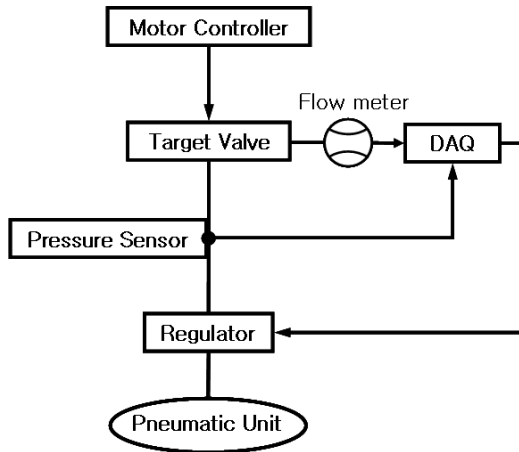 Motor Controller
Flow meter
Target Valve
DAQ
Pressure Sensor
Regulator
Pneumatic Unit